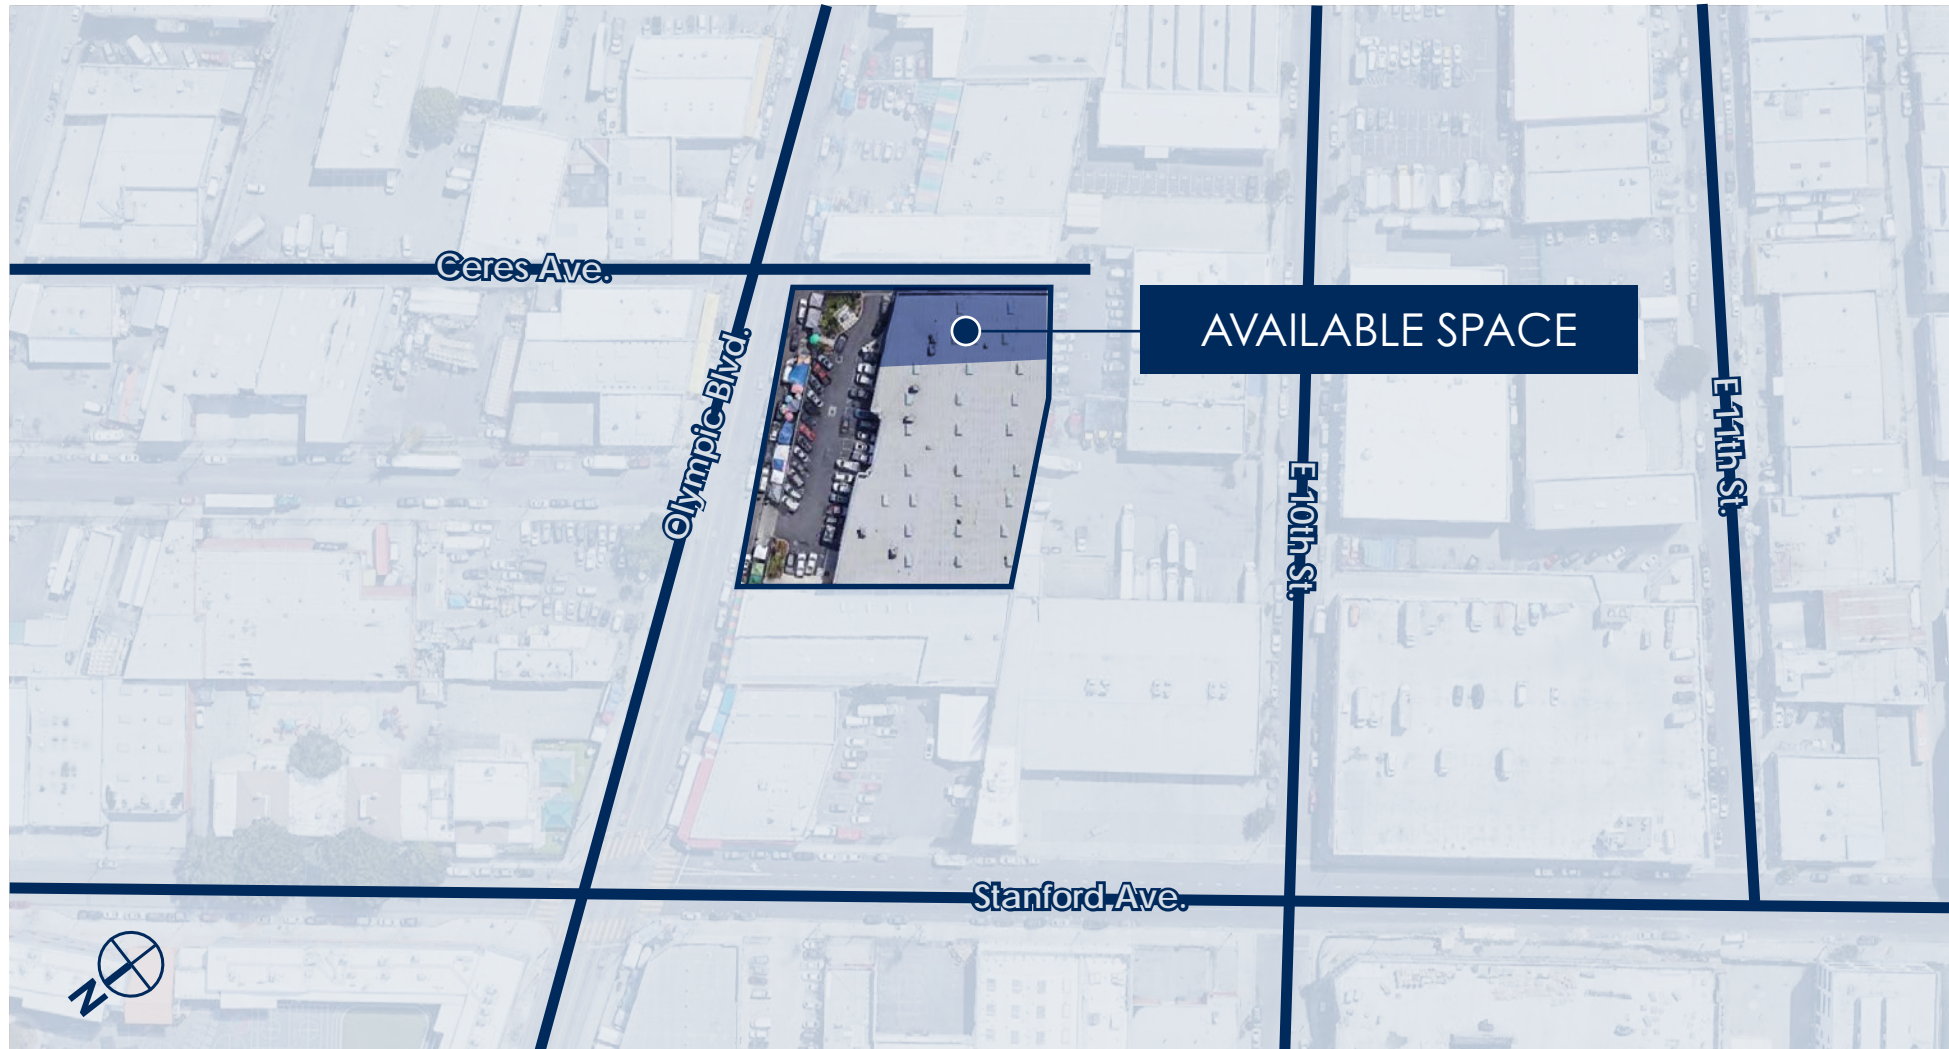 Ceres Ave.
AVAILABLE SPACE
Olympic Blvd.
E 10th St.
E 11th St.
Stanford Ave.
N